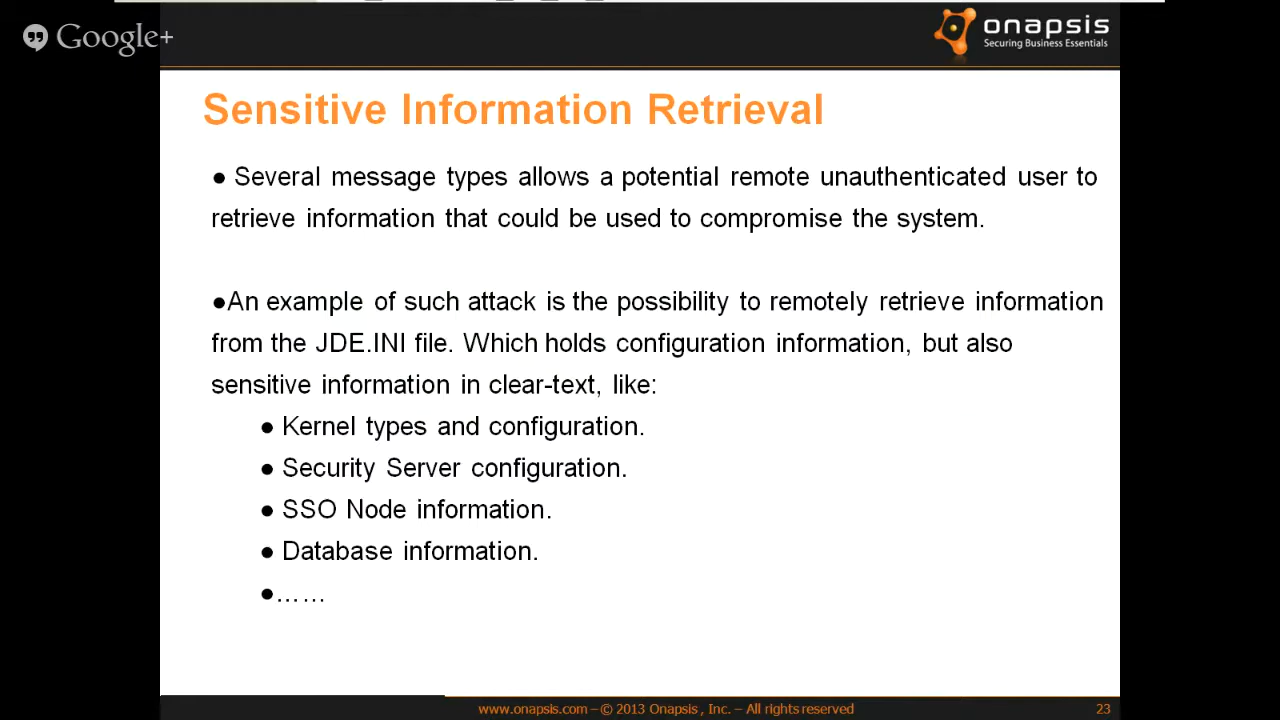 Google+
onapsis
Securing Business Essentials
Sensitive Information Retrieval
● Several message types allows a potential remote unauthenticated user to
retrieve information that could be used to compromise the system.
●An example of such attack is the possibility to remotely retrieve information
from the JDE.INI file. Which holds configuration information, but also
sensitive information in clear-text, like:
● Kernel types and configuration.
● Security Server configuration.
● SSO Node information.
● Database information.
●……
www.onapsis.com – © 2013 Onapsis , Inc. – All rights reserved
23